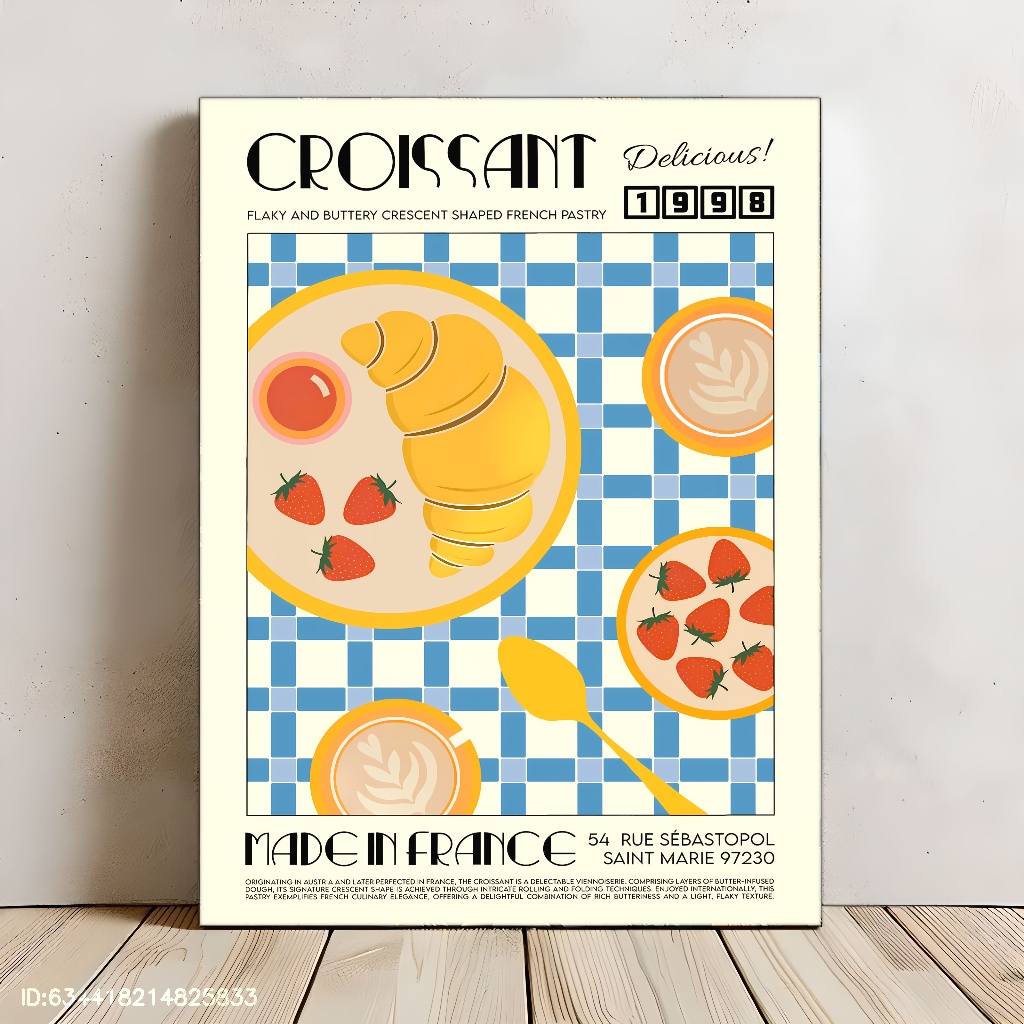 CROISSANT
Delicious!
1998
FLAKY AND BUTTERY CRESCENT SHAPED FRENCH PASTRY
MADE IN FRANCE
54 RUE SÉBASTOPOL
SAINT MARIE 97230
ORIGINATING IN AUSTRIA AND LATER PERFECTED IN FRANCE, THE CROISSANT IS A DELECTABLE VIENNOISERIE. COMPRISING LAYERS OF BUTTER-INFUSED
DOUGH, ITS SIGNATURE CRESCENT SHAPE IS ACHIEVED THROUGH INTRICATE ROLLING AND FOLDING TECHNIQUES. ENJOYED INTERNATIONALLY, THIS
PASTRY EXEMPLIFIES FRENCH CULINARY ELEGANCE, OFFERING A DELIGHTFUL COMBINATION OF RICH BUTTERINESS AND A LIGHT, FLAKY TEXTURE.
ID:634418214825833